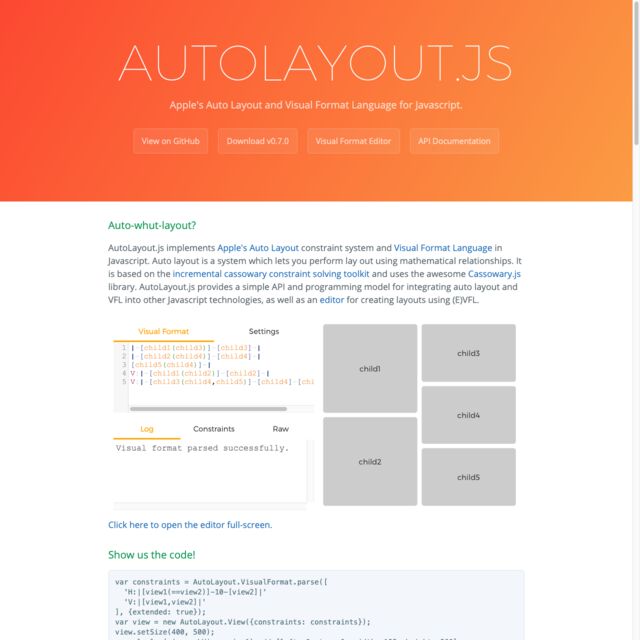 AUTOLAYOUT.JS
Apple's Auto Layout and Visual Format Language for Javascript.
View on GitHub
Download v0.7.0
Visual Format Editor
API Documentation
Auto-whut-layout?
AutoLayout.js implements Apple's Auto Layout constraint system and Visual Format Language in
Javascript. Auto layout is a system which lets you perform lay out using mathematical relationships. It
is based on the incremental cassowary constraint solving toolkit and uses the awesome Cassowary.js
library. AutoLayout.js provides a simple API and programming model for integrating auto layout and
VFL into other Javascript technologies, as well as an editor for creating layouts using (E)VFL.
Visual Format
Settings
1 |-[child1(child3)]-[child3]-|
2 |-[child2(child4)]-[child4]-|
3 [child5(child4)]-|
4 V:|-[child1(child2)]-[child2]-|
5 V:|-[child3(child4,child5)]-[child4]-[chi
Log
Constraints
Raw
Visual format parsed successfully.
child1
child2
child3
child4
child5
Click here to open the editor full-screen.
Show us the code!
var constraints = AutoLayout.VisualFormat.parse([
'H:|[view1(==view2)]-10-[view2]|'
'V:|[view1,view2]|'
], {extended: true});
var view = new AutoLayout.View({constraints: constraints});
view.setSize(400, 500);